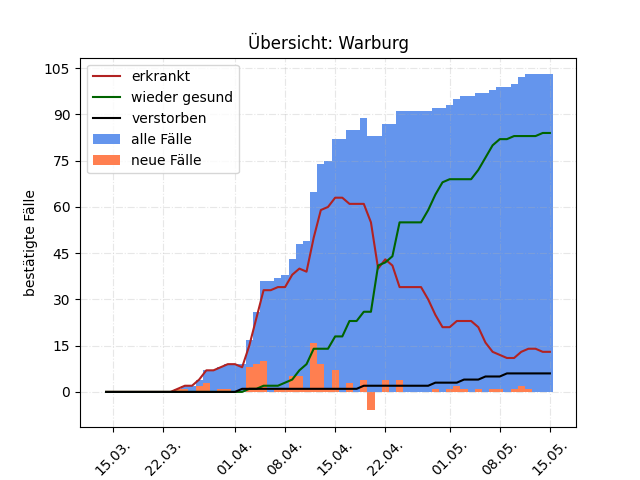 Übersicht: Warburg
erkrankt
wieder gesund
verstorben
alle Fälle
neue Fälle
bestätigte Fälle
105
90
75
60
45
30
15
0
15.03.
22.03.
01.04.
08.04.
15.04.
22.04.
01.05.
08.05.
15.05.